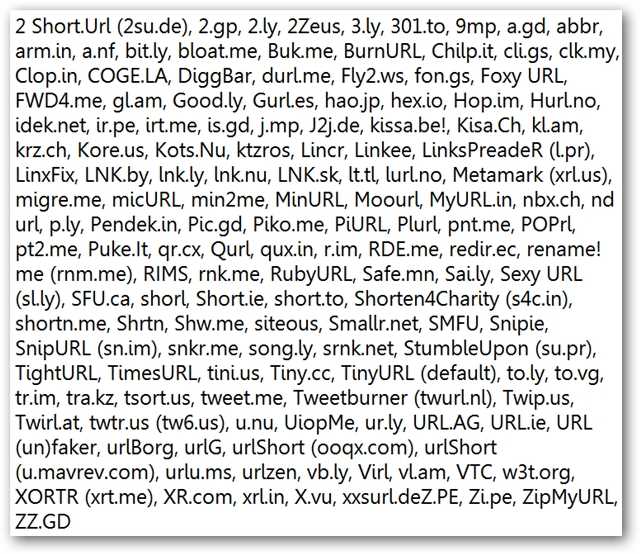 2 Short.Url (2su.de), 2.gp, 2.ly, 2Zeus, 3.ly, 301.to, 9mp, a.gd, abbr,
arm.in, a.nf, bit.ly, bloat.me, Buk.me, BurnURL, Chilp.it, cli.gs, clk.my,
Clop.in, COGE.LA, DiggBar, durl.me, Fly2.ws, fon.gs, Foxy URL,
FWD4.me, gl.am, Good.ly, Gurl.es, hao.jp, hex.io, Hop.im, Hurl.no,
idek.net, ir.pe, irt.me, is.gd, j.mp, J2j.de, kissa.be!, Kisa.Ch, kl.am,
krz.ch, Kore.us, Kots.Nu, ktzros, Lincr, Linkee, LinksPreadeR (l.pr),
LinxFix, LNK.by, lnk.ly, lnk.nu, LNK.sk, lt.tl, lurl.no, Metamark (xrl.us),
migre.me, micURL, min2me, MinURL, Moourl, MyURL.in, nbx.ch, nd
url, p.ly, Pendek.in, Pic.gd, Piko.me, PiURL, Plurl, pnt.me, POPrl,
pt2.me, Puke.It, qr.cx, Qurl, qux.in, r.im, RDE.me, redir.ec, rename!
me (rnm.me), RIMS, rnk.me, RubyURL, Safe.mn, Sai.ly, Sexy URL
(sl.ly), SFU.ca, shorl, Short.ie, short.to, Shorten4Charity (s4c.in),
shortn.me, Shrtn, Shw.me, siteous, Smallr.net, SMFU, Snipie,
SnipURL (sn.im), snkr.me, song.ly, srnk.net, StumbleUpon (su.pr),
TightURL, TimesURL, tini.us, Tiny.cc, TinyURL (default), to.ly, to.vg,
tr.im, tra.kz, tsort.us, tweet.me, Tweetburner (twurl.nl), Twip.us,
Twirl.at, twtr.us (tw6.us), u.nu, UiopMe, ur.ly, URL.AG, URL.ie, URL
(un)faker, urlBorg, urlG, urlShort (ooqx.com), urlShort
(u.mavrev.com), urlu.ms, urlzen, vb.ly, Virl, vl.am, VTC, w3t.org,
XORTR (xrt.me), XR.com, xrl.in, X.vu, xxsurl.deZ.PE, Zi.pe, ZipMyURL,
ZZ.GD